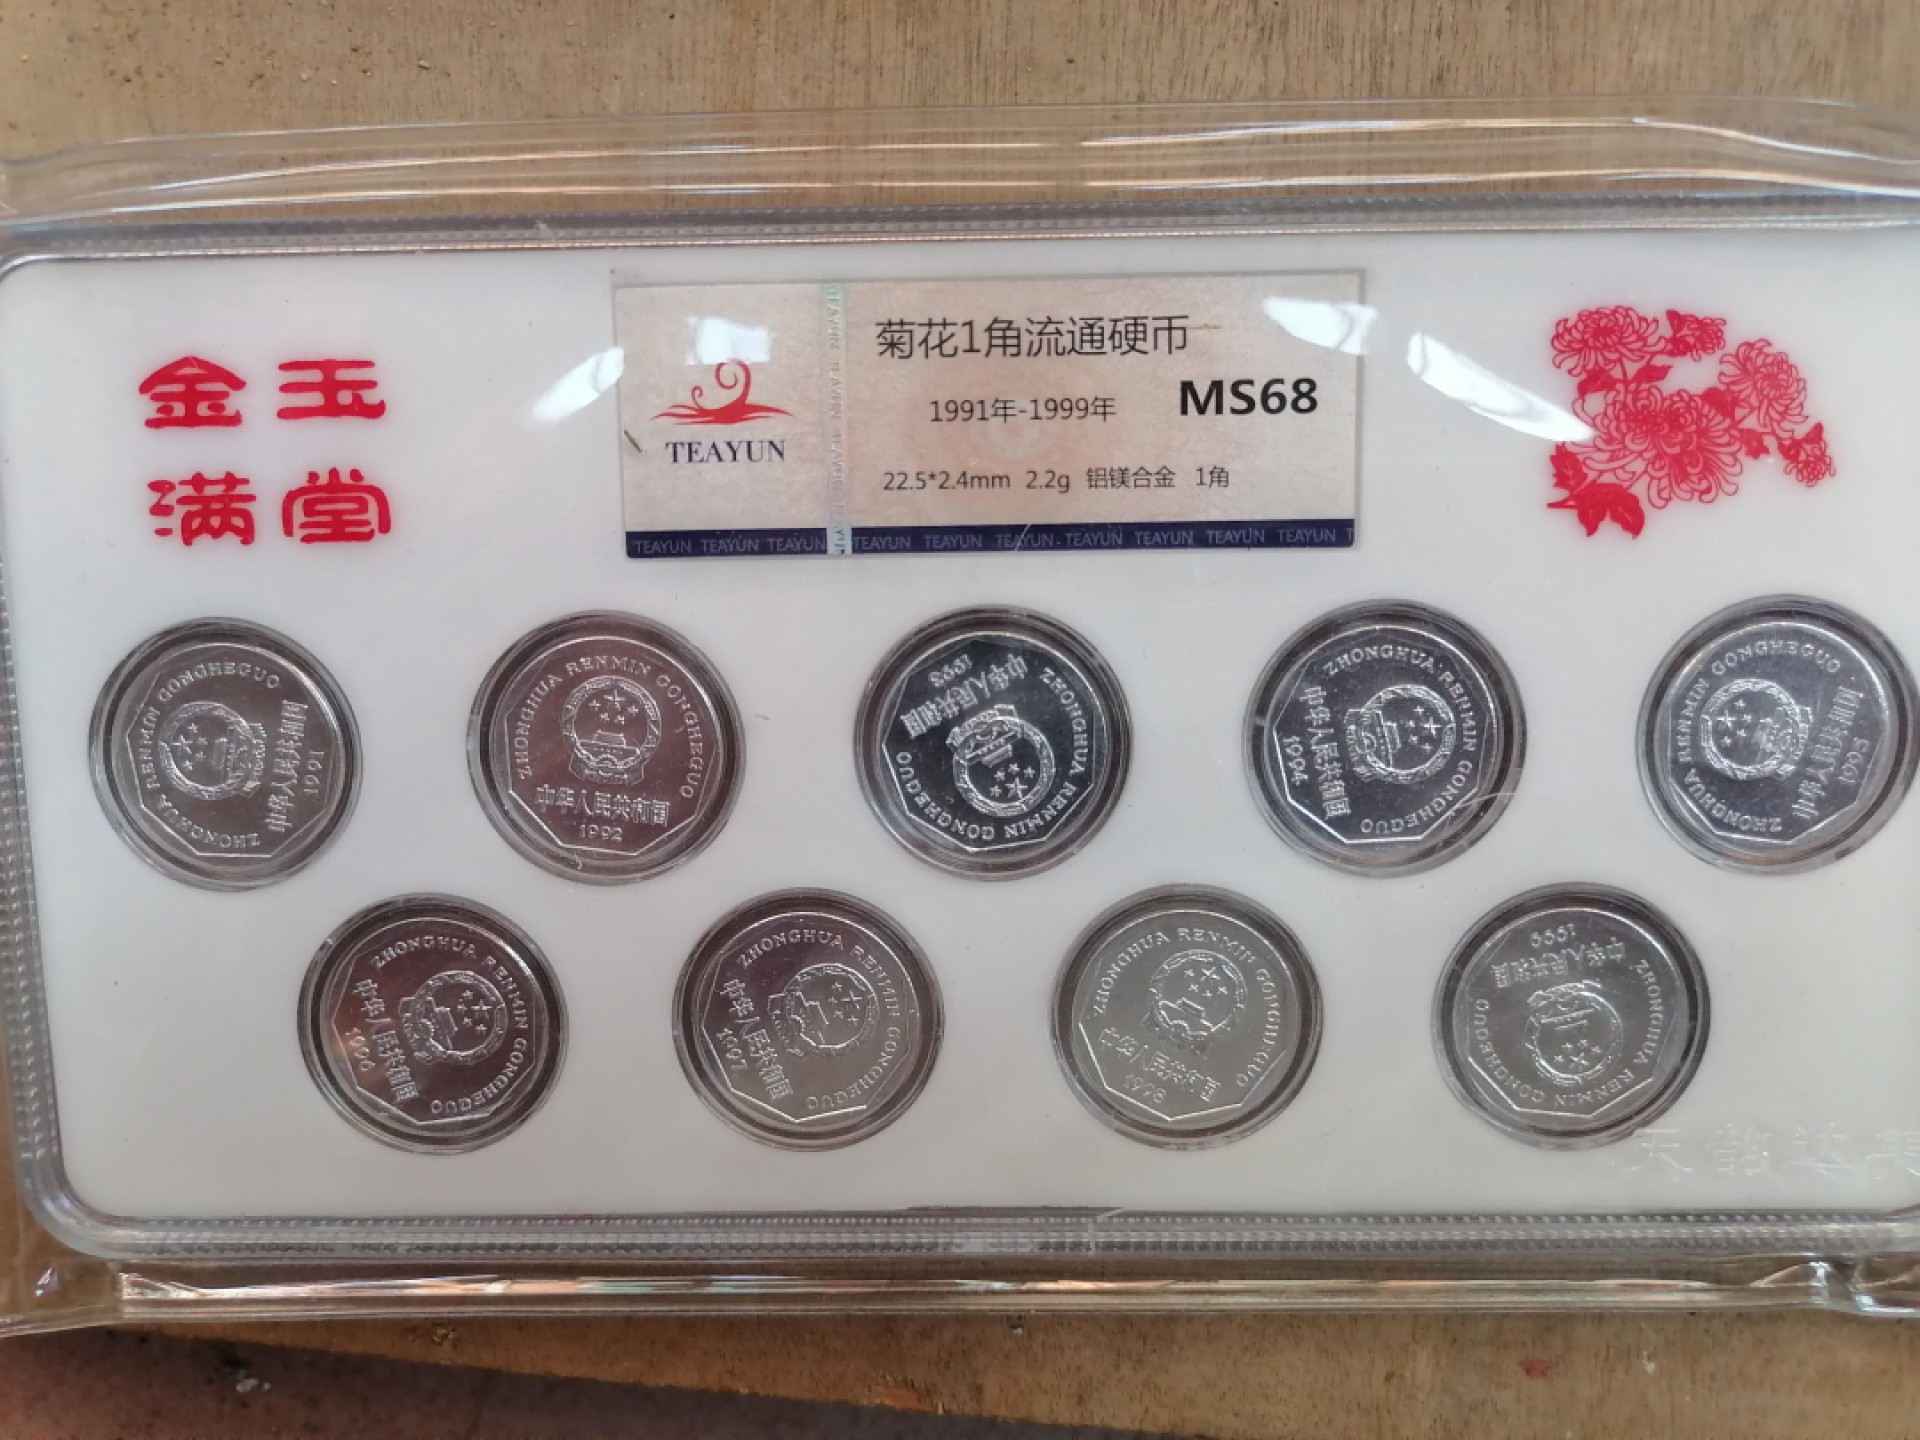 金玉
满堂
TEAYUN
菊花1角流通硬币
1991年-1999年 MS68
22.5*2.4mm 2.2g 铝镁合金 1角
TEAYUN TEAYUN TEAYUN TEAYUN TEAYUN TEAYUN TEAYUN TEAYUN TEAYUN TEAYUN
ZHONGHUA RENMIN GONGHEGUO
中华人民共和国
1991
ZHONGHUA RENMIN GONGHEGUO
中华人民共和国
1992
ZHONGHUA RENMIN GONGHEGUO
中华人民共和国
1993
ZHONGHUA RENMIN GONGHEGUO
中华人民共和国
1994
ZHONGHUA RENMIN GONGHEGUO
中华人民共和国
1995
ZHONGHUA RENMIN GONGHEGUO
中华人民共和国
1996
ZHONGHUA RENMIN GONGHEGUO
中华人民共和国
1997
ZHONGHUA RENMIN GONGHEGUO
中华人民共和国
1998
ZHONGHUA RENMIN GONGHEGUO
中华人民共和国
1999